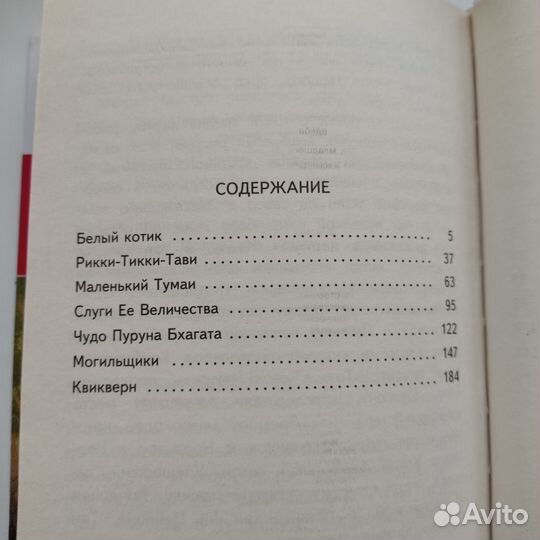 СОДЕРЖАНИЕ
Белый котик . . . . . . . . . . . . . . . . . . . . . . . . . . . . . . 5
Рикки-Тикки-Тави . . . . . . . . . . . . . . . . . . . . . . . . . 37
Маленький Тумаи . . . . . . . . . . . . . . . . . . . . . . . . . 63
Слуги Ее Величества . . . . . . . . . . . . . . . . . . . . . . 95
Чудо Пуруна Бхагата . . . . . . . . . . . . . . . . . . . . . . 122
Могильщики . . . . . . . . . . . . . . . . . . . . . . . . . . . . . 147
Квикверн . . . . . . . . . . . . . . . . . . . . . . . . . . . . . . . 184
Avito